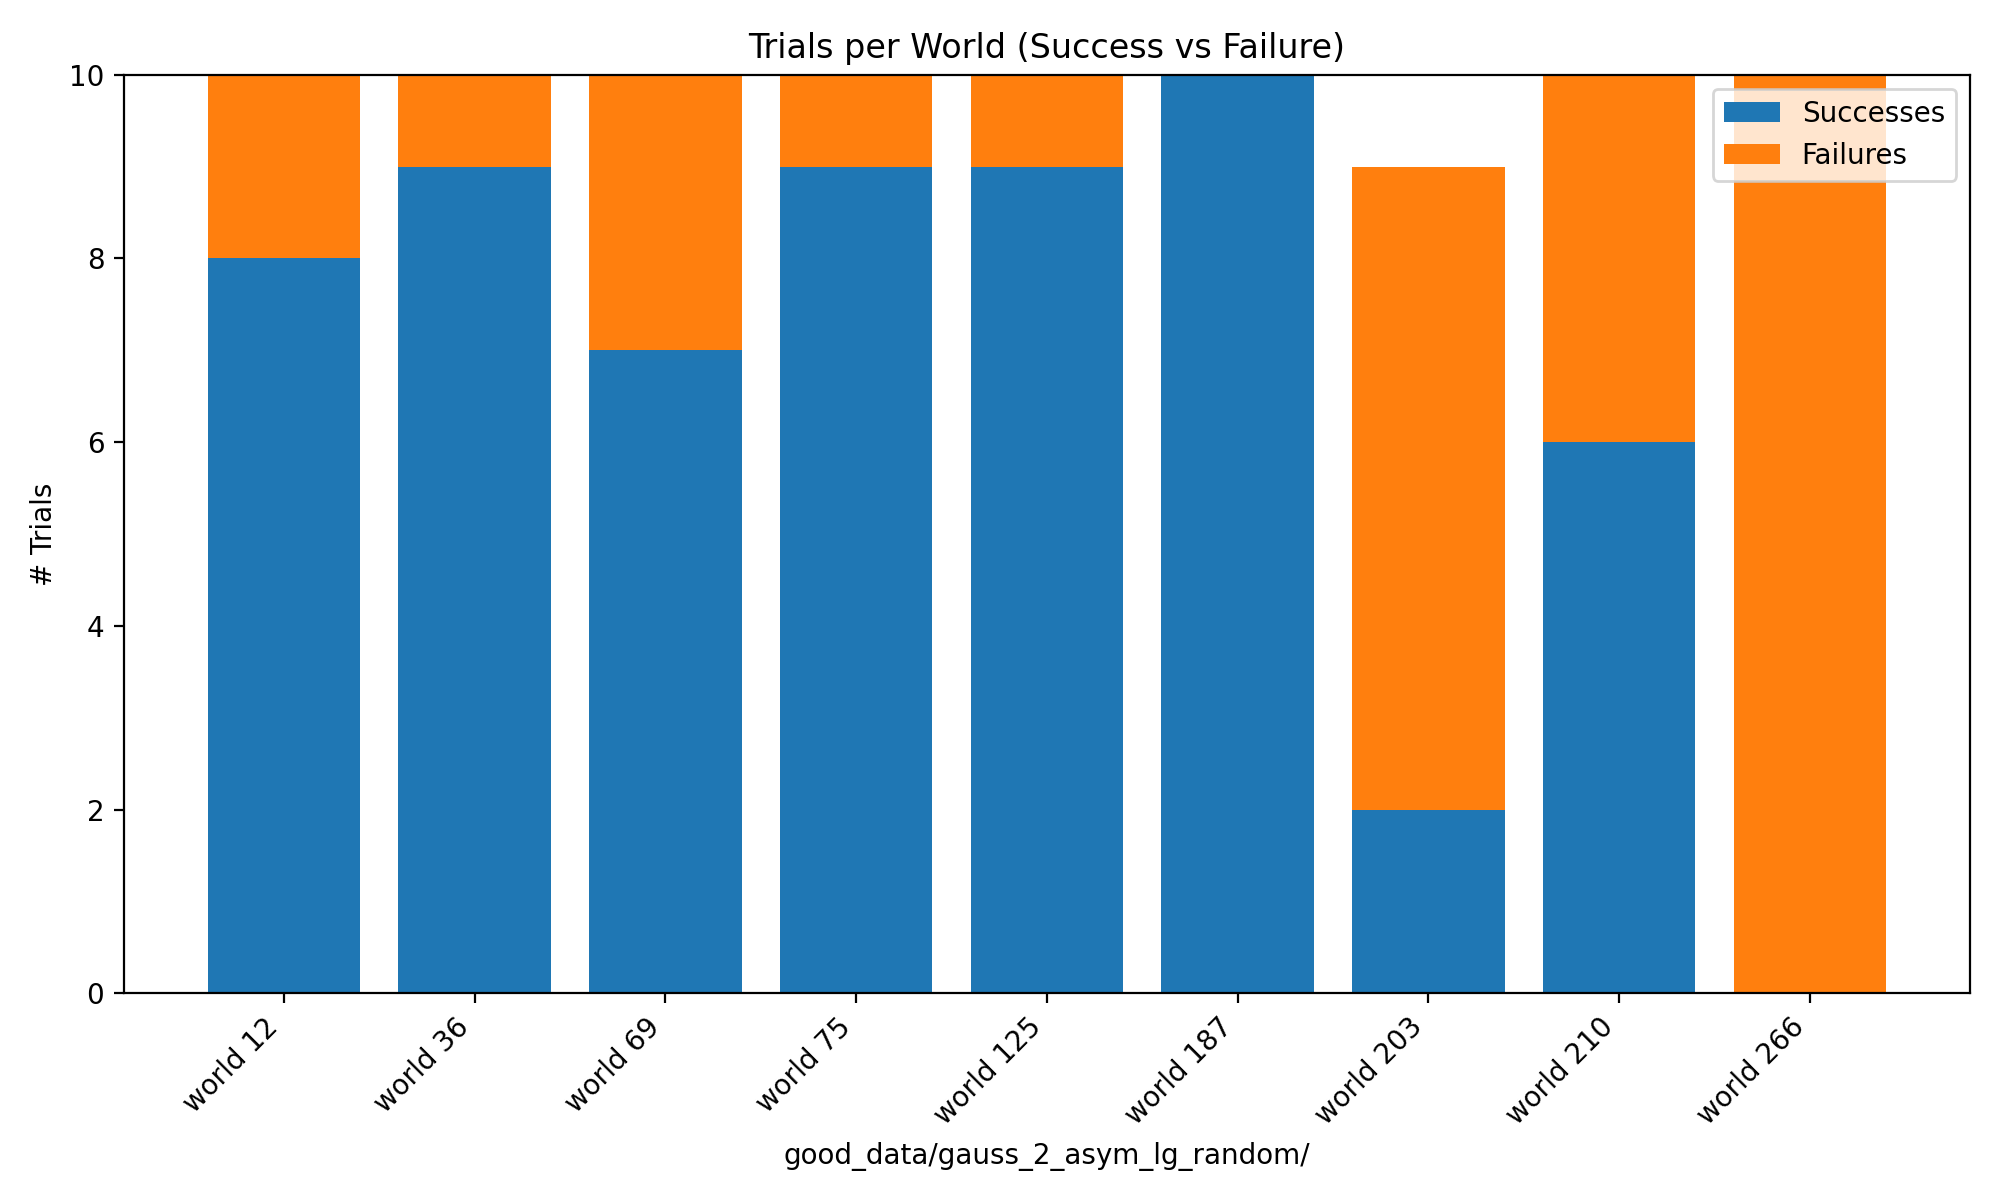 Trials per World (Success vs Failure)
10
8
6
4
2
0
# Trials
Successes
Failures
world 12
world 36
world 69
world 75
world 125
world 187
world 203
world 210
world 266
good_data/gauss_2_asym_lg_random/